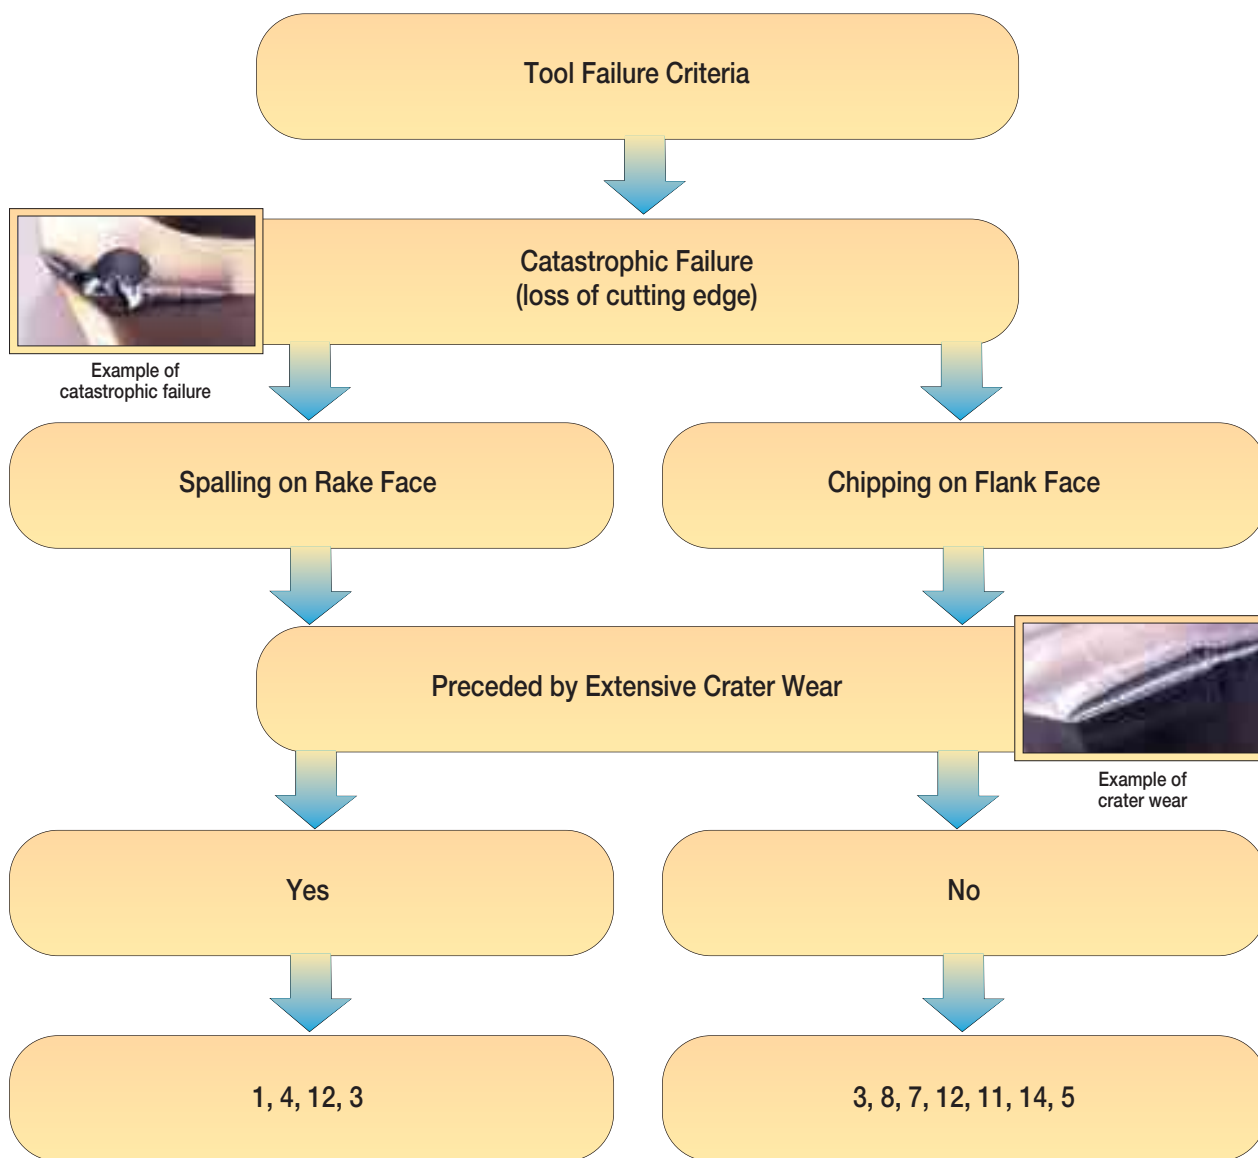 Tool Failure Criteria
Catastrophic Failure
(loss of cutting edge)
Example of
catastrophic failure
Spalling on Rake Face
Chipping on Flank Face
Preceded by Extensive Crater Wear
Example of
crater wear
Yes
No
1, 4, 12, 3
3, 8, 7, 12, 11, 14, 5